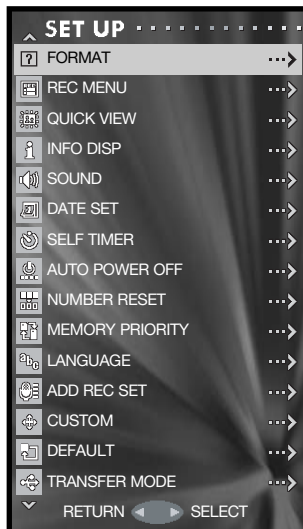 SET UP
FORMAT
REC MENU
QUICK VIEW
INFO DISP
SOUND
DATE SET
SELF TIMER
AUTO POWER OFF
NUMBER RESET
MEMORY PRIORITY
LANGUAGE
ADD REC SET
CUSTOM
DEFAULT
TRANSFER MODE
RETURN SELECT